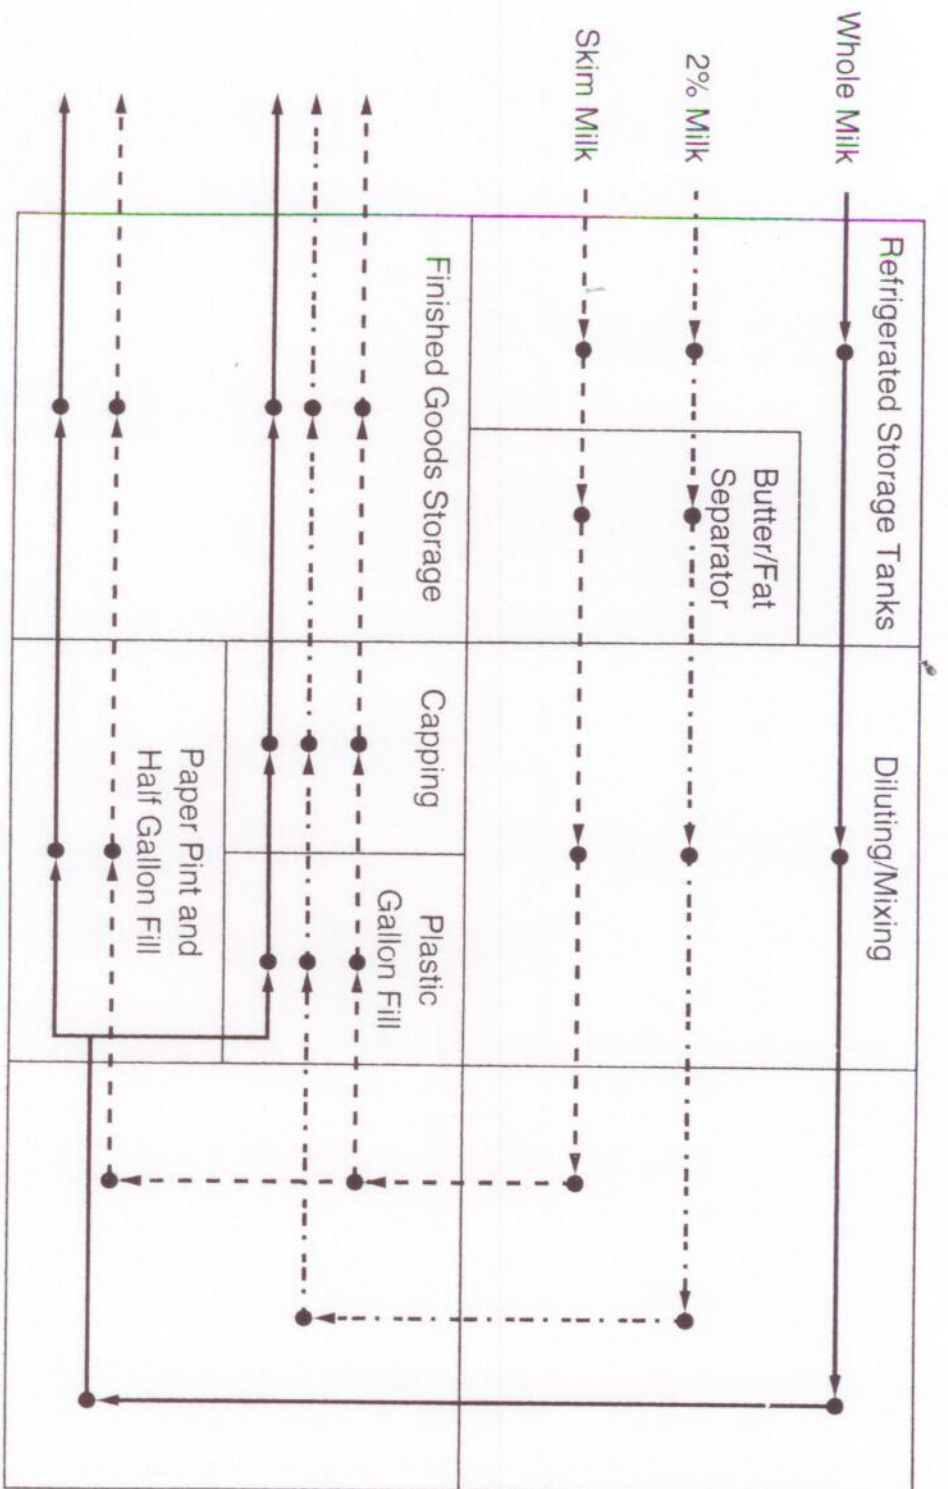 Whole Milk
2% Milk
Skim Milk
Refrigerated Storage Tanks
Butter/Fat
Separator
Diluting/Mixing
Finished Goods Storage
Capping
Plastic
Gallon Fill
Paper Pint and
Half Gallon Fill